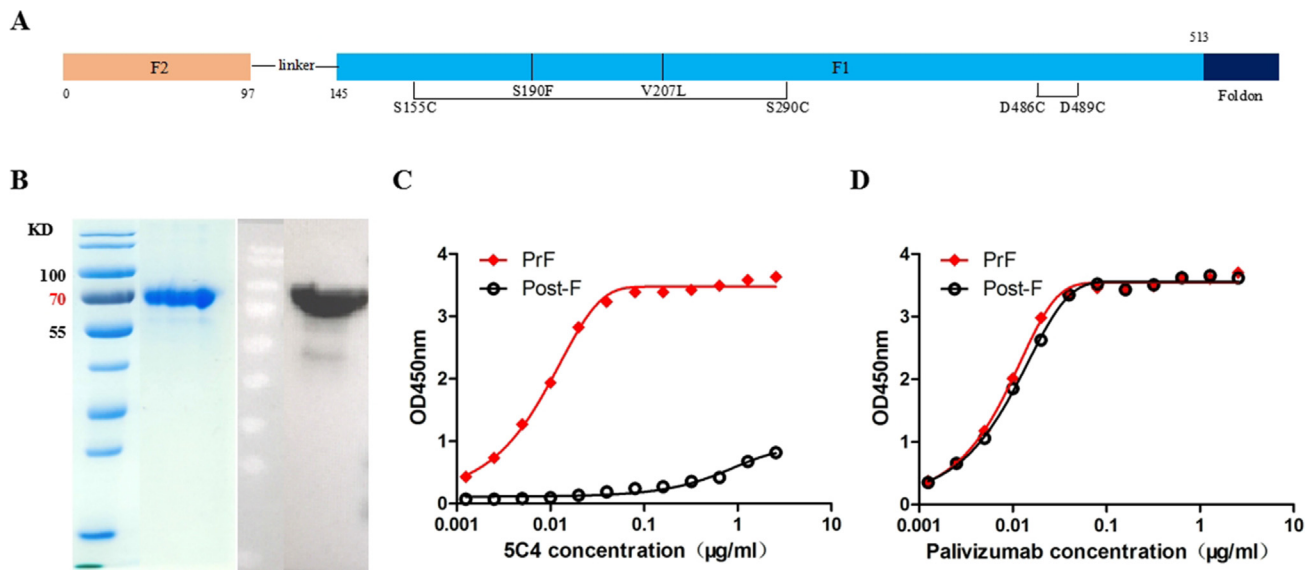 A
513
F2
linker
F1
0
97
145
S190F
V207L
Foldon
S155C
S290C
D486C
D489C
B
C
D
KD
100
70
55
PrF
Post-F
OD450nm
4
3
2
1
0
0.001
0.01
0.1
1
10
5C4 concentration（μg/ml）
PrF
Post-F
OD450nm
4
3
2
1
0
0.001
0.01
0.1
1
10
Palivizumab concentration（μg/ml）